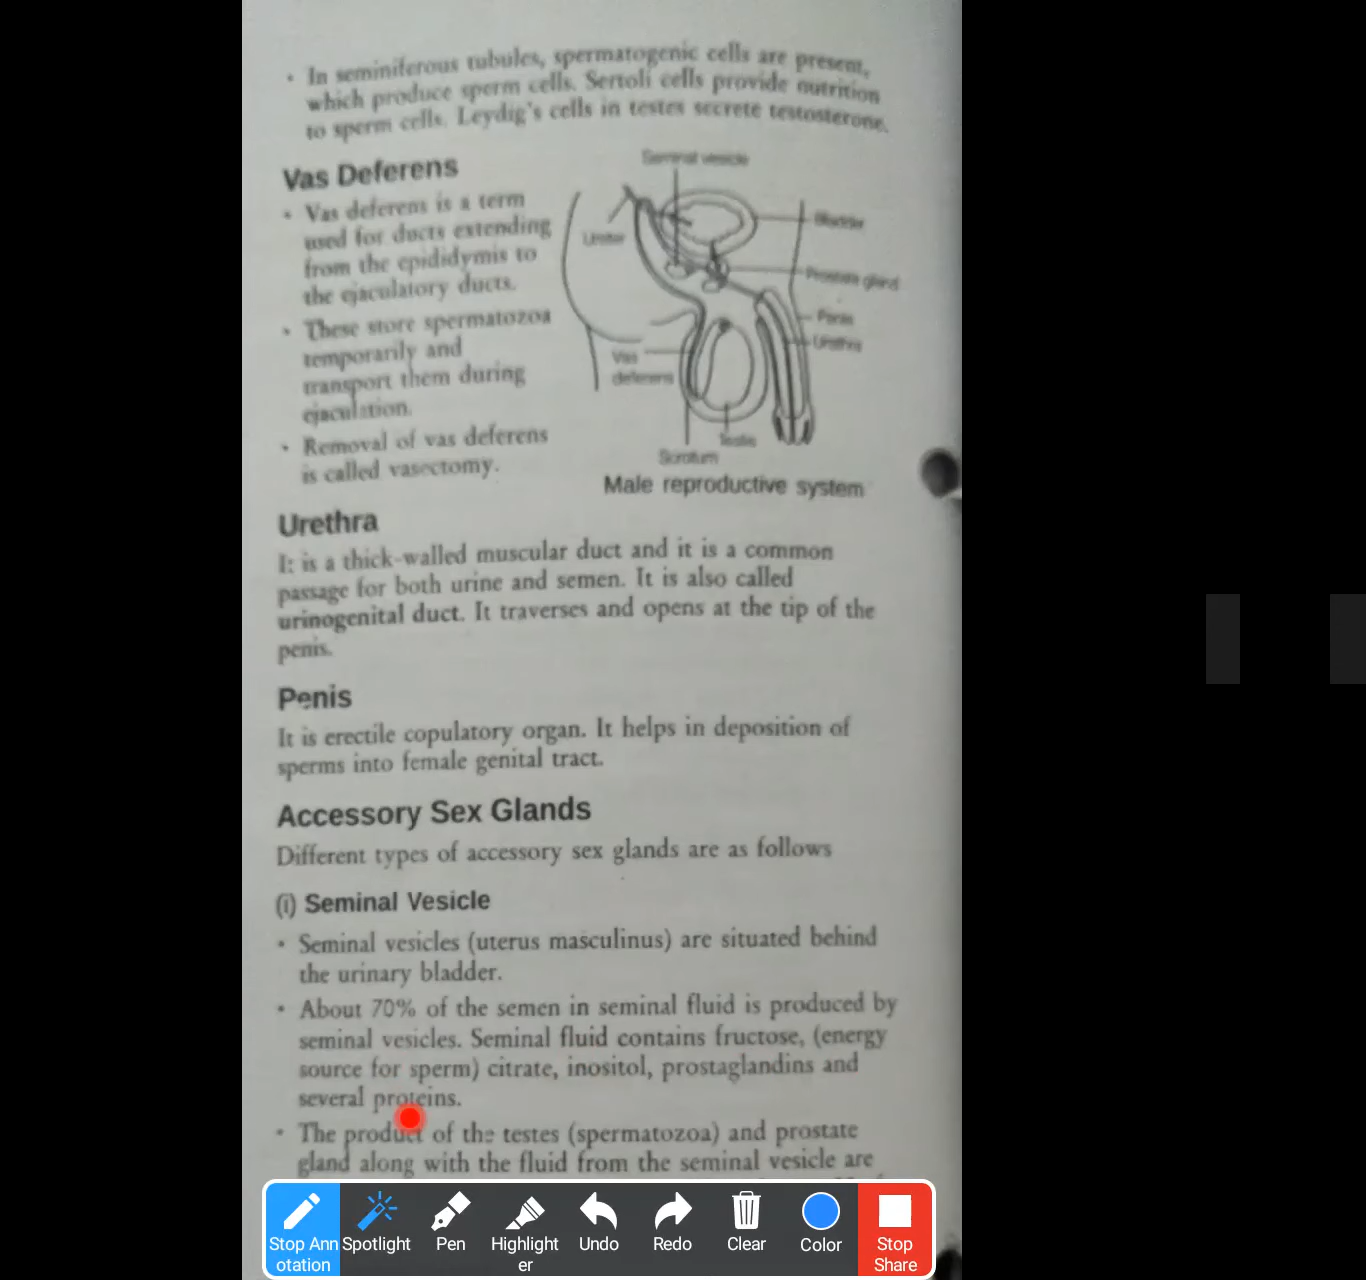 • In seminiferous tubules, spermatogenic cells are present,
which produce sperm cells. Sertoli cells provide nutrition
to sperm cells. Leydig's cells in testes secrete testosterone.
Vas Deferens
• Vas deferens is a term
used for ducts extending
from the epididymis to
the ejaculatory ducts.
• These store spermatozoa
temporarily and
transport them during
ejaculation.
• Removal of vas deferens
is called vasectomy.
Seminal vesicle
Ureter
Bladder
Prostate gland
Penis
Urethra
Vas
deferens
Testis
Scrotum
Male reproductive system
Urethra
It is a thick-walled muscular duct and it is a common
passage for both urine and semen. It is also called
urinogenital duct. It traverses and opens at the tip of the
penis.
Penis
It is erectile copulatory organ. It helps in deposition of
sperms into female genital tract.
Accessory Sex Glands
Different types of accessory sex glands are as follows
(i) Seminal Vesicle
• Seminal vesicles (uterus masculinus) are situated behind
the urinary bladder.
• About 70% of the semen in seminal fluid is produced by
seminal vesicles. Seminal fluid contains fructose, (energy
source for sperm) citrate, inositol, prostaglandins and
several proteins.
• The product of the testes (spermatozoa) and prostate
gland along with the fluid from the seminal vesicle are
Stop Ann
otation
Spotlight
Pen
Highlight
er
Undo
Redo
Clear
Color
Stop
Share